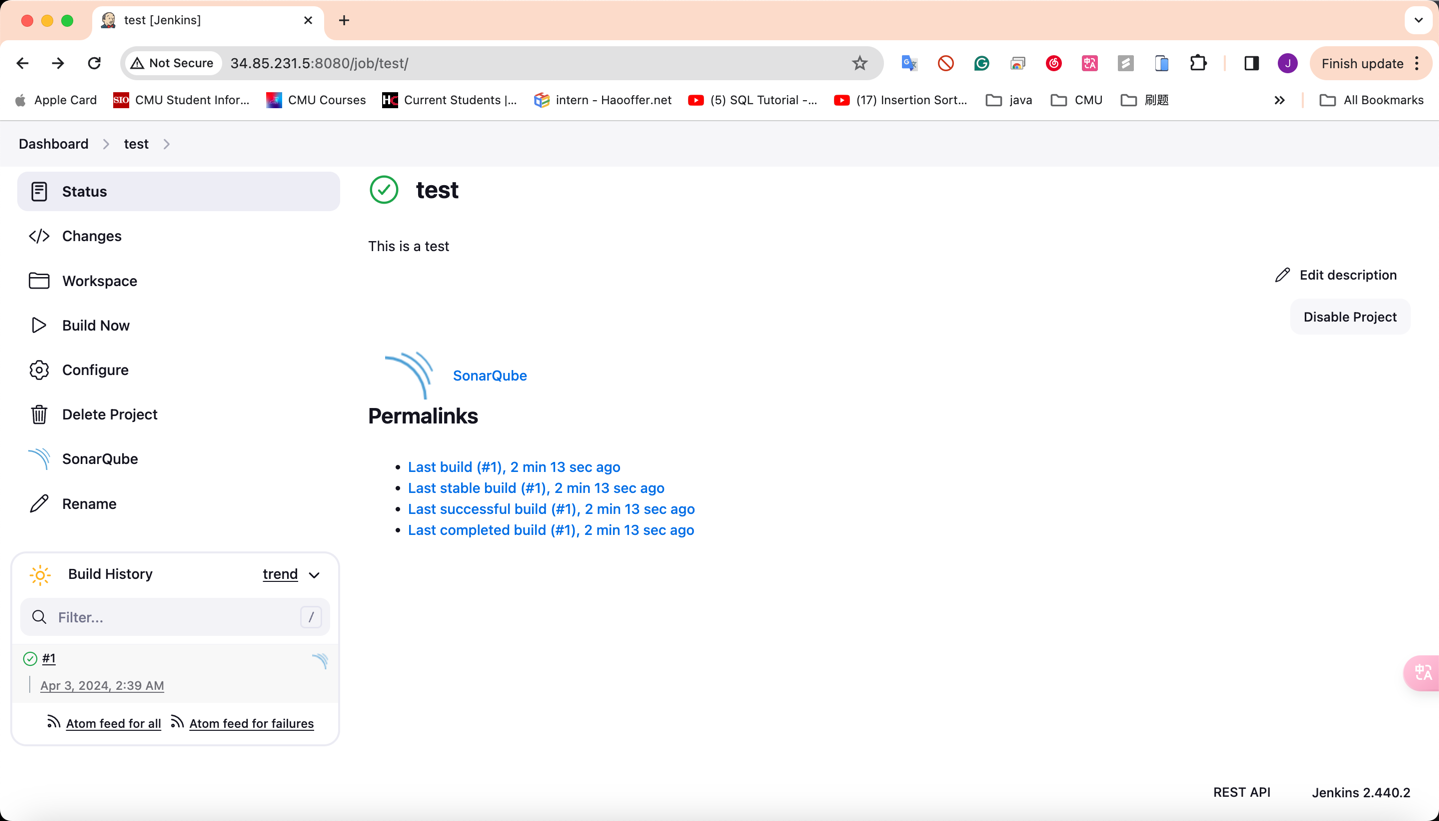 test [Jenkins]
Not Secure 34.85.231.5:8080/job/test/
J
Finish update
Apple Card
SIO CMU Student Infor...
CMU Courses
HC Current Students |...
intern - Haooffer.net
(5) SQL Tutorial -...
(17) Insertion Sort...
java
CMU
刷题
All Bookmarks
Dashboard
test
Status
Changes
Workspace
Build Now
Configure
Delete Project
SonarQube
Rename
Build History
trend
Filter...
/
#1
Apr 3, 2024, 2:39 AM
Atom feed for all
Atom feed for failures
test
This is a test
Edit description
Disable Project
SonarQube
Permalinks
Last build (#1), 2 min 13 sec ago
Last stable build (#1), 2 min 13 sec ago
Last successful build (#1), 2 min 13 sec ago
Last completed build (#1), 2 min 13 sec ago
中A
REST API
Jenkins 2.440.2